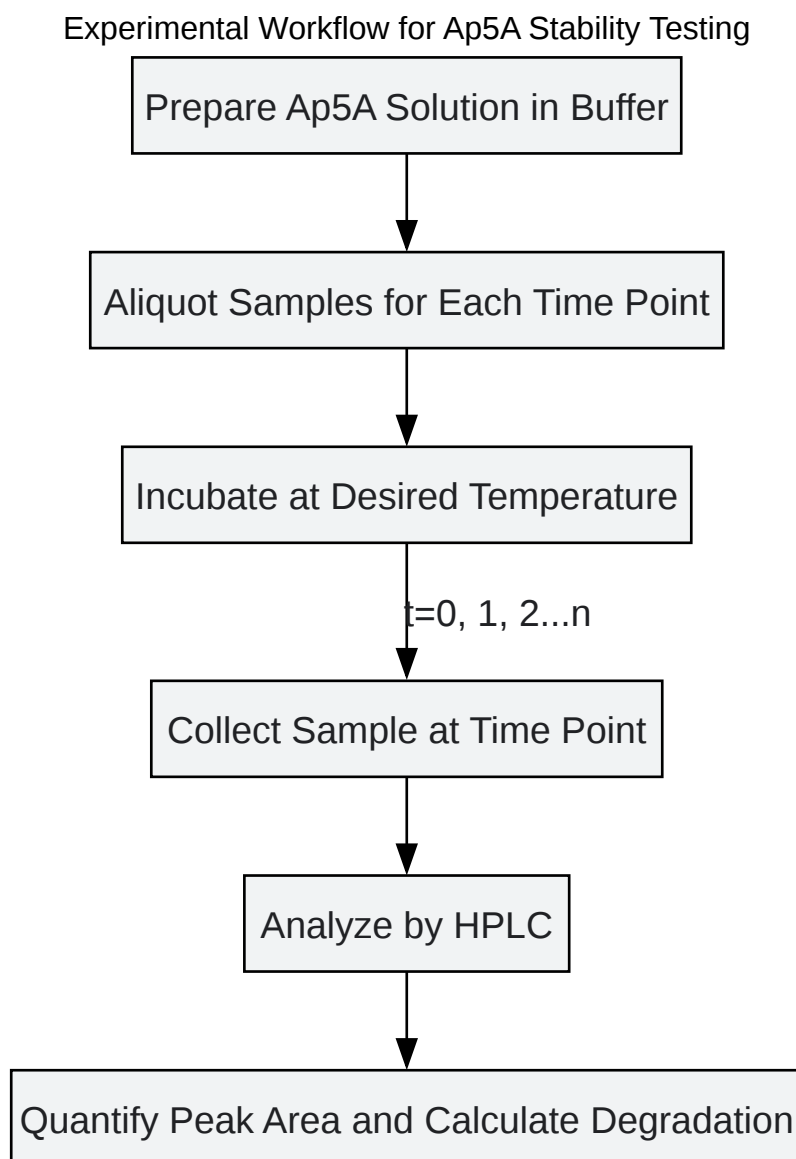 Experimental Workflow for Ap5A Stability Testing
Prepare Ap5A Solution in Buffer
Aliquot Samples for Each Time Point
Incubate at Desired Temperature
t=0, 1, 2...n
Collect Sample at Time Point
Analyze by HPLC
Quantify Peak Area and Calculate Degradation